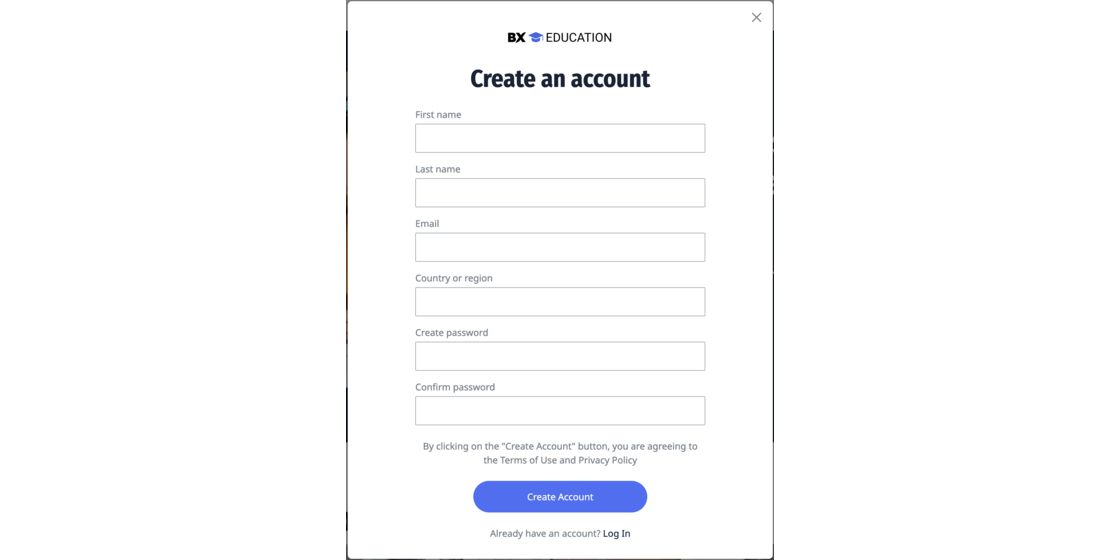 BX EDUCATION
Create an account
First name
Last name
Email
Country or region
Create password
Confirm password
By clicking on the "Create Account" button, you are agreeing to
the Terms of Use and Privacy Policy
Create Account
Already have an account? Log In